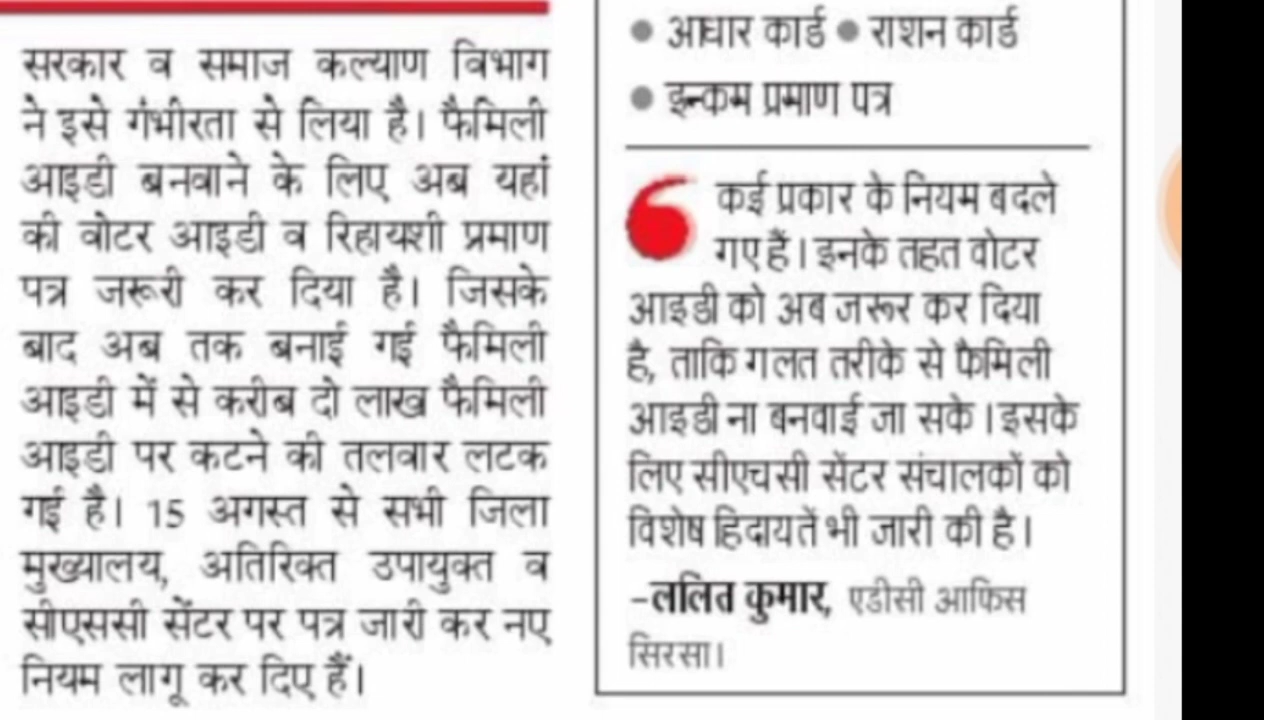 सरकार व समाज कल्याण विभाग
ने इसे गंभीरता से लिया है। फैमिली
आइडी बनवाने के लिए अब यहां
की वोटर आइडी व रिहायशी प्रमाण
पत्र जरूरी कर दिया है। जिसके
बाद अब तक बनाई गई फैमिली
आइडी में से करीब दो लाख फैमिली
आइडी पर कटने की तलवार लटक
गई है। 15 अगस्त से सभी जिला
मुख्यालय, अतिरिक्त उपायुक्त व
सीएससी सेंटर पर पत्र जारी कर नए
नियम लागू कर दिए हैं।
● आधार कार्ड ● राशन कार्ड
● इन्कम प्रमाण पत्र
कई प्रकार के नियम बदले
गए हैं। इनके तहत वोटर
आइडी को अब जरूर कर दिया
है, ताकि गलत तरीके से फैमिली
आइडी ना बनवाई जा सके। इसके
लिए सीएचसी सेंटर संचालकों को
विशेष हिदायतें भी जारी की है।
-ललित कुमार, एडीसी आफिस
सिरसा।